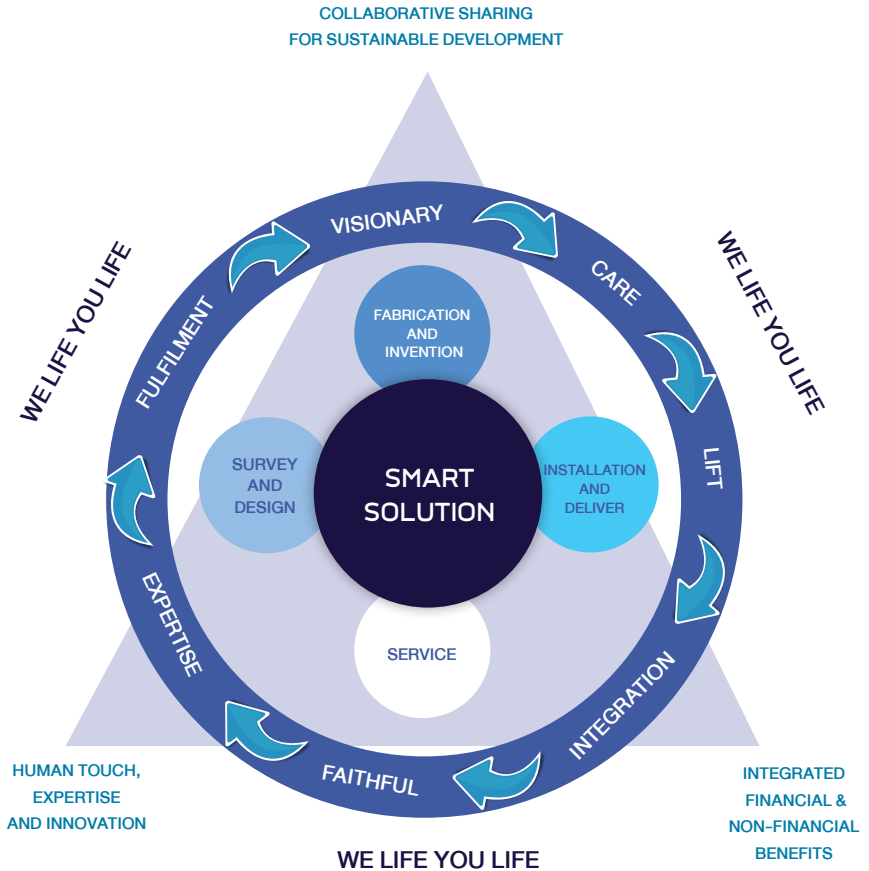 COLLABORATIVE SHARING
FOR SUSTAINABLE DEVELOPMENT
VISIONARY
CARE
LIFT
INTEGRATION
FAITHFUL
EXPERTISE
FULFILMENT
WE LIFE YOU LIFE
WE LIFE YOU LIFE
FABRICATION
AND
INVENTION
SURVEY
AND
DESIGN
SMART
SOLUTION
INSTALLATION
AND
DELIVER
SERVICE
HUMAN TOUCH,
EXPERTISE
AND INNOVATION
INTEGRATED
FINANCIAL &
NON-FINANCIAL
BENEFITS
WE LIFE YOU LIFE